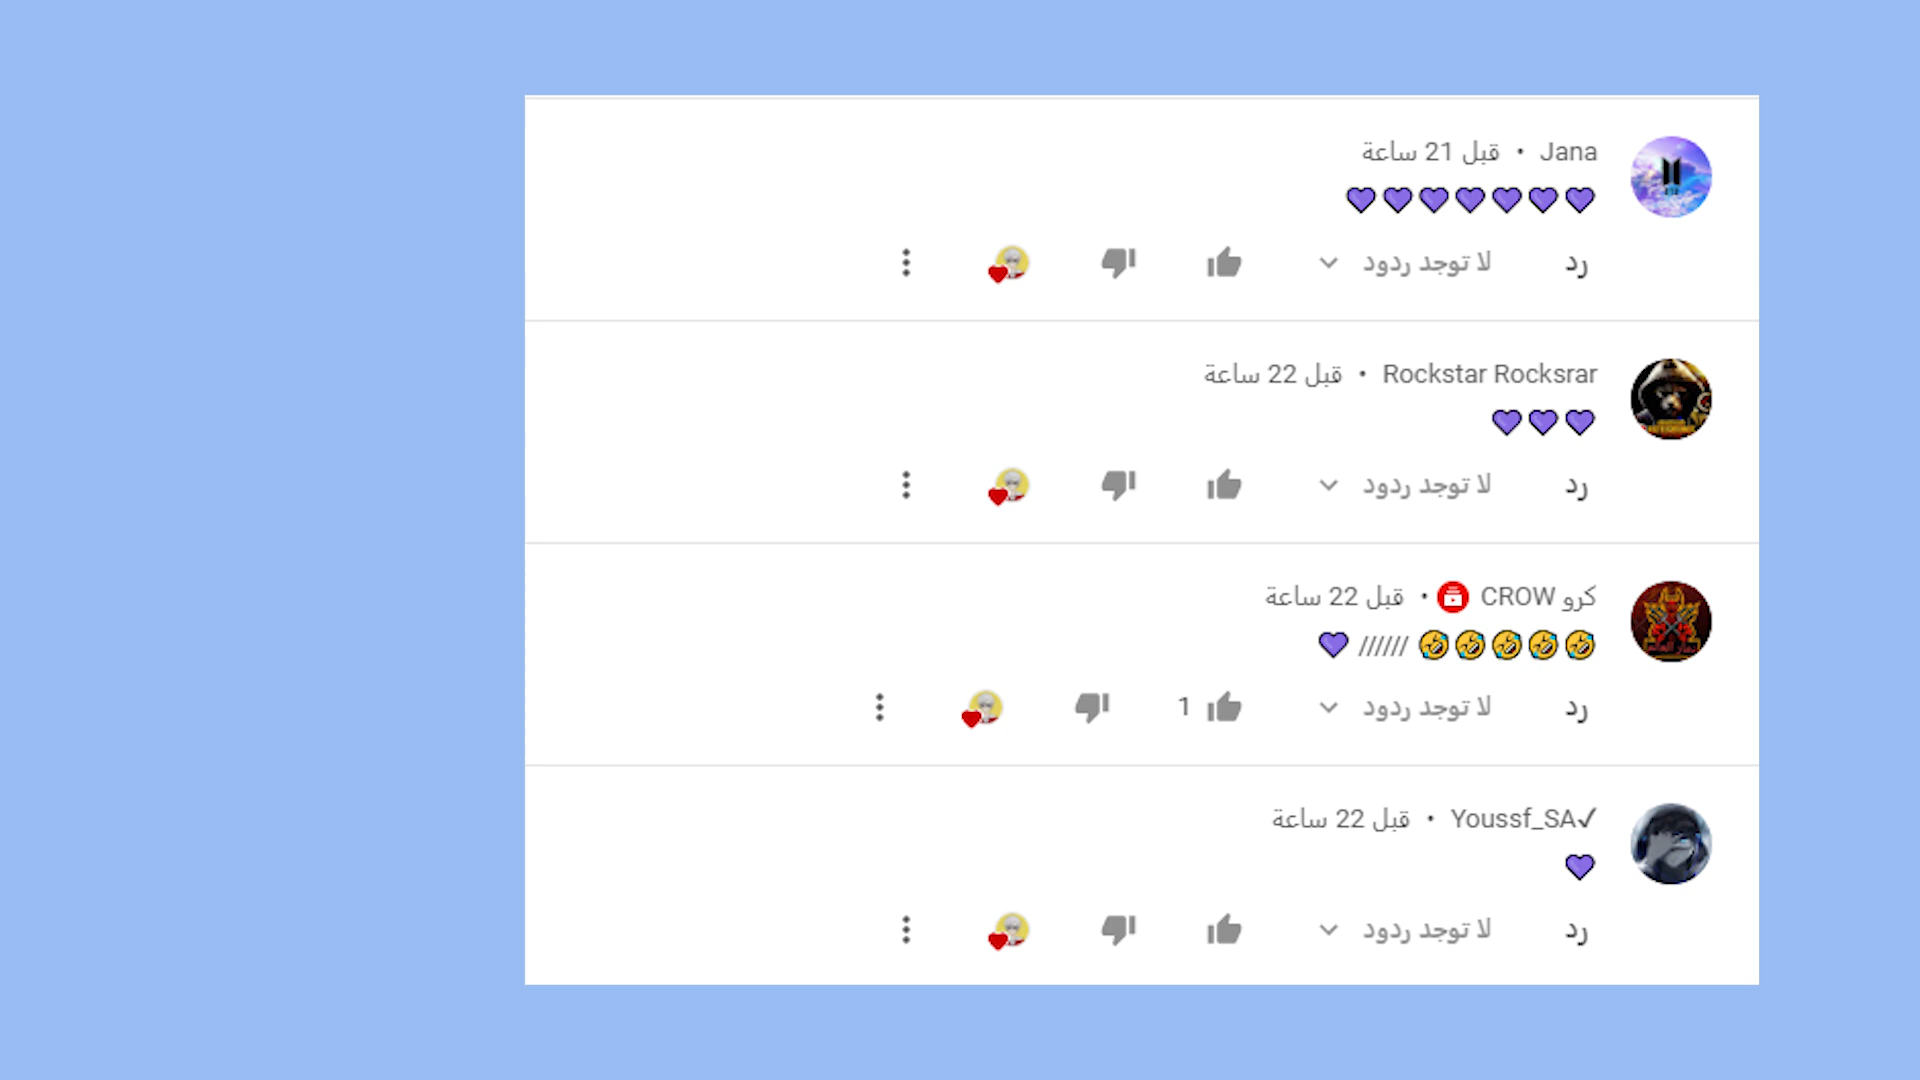 Jana • قبل 21 ساعة
💜💜💜💜💜💜💜
رد لا توجد ردود
Rockstar Rocksrar • قبل 22 ساعة
💜💜💜
رد لا توجد ردود
كرو CROW • قبل 22 ساعة
🤣🤣🤣🤣🤣 ////// 💜
رد لا توجد ردود 1
Youssf_SA✓ • قبل 22 ساعة
💜
رد لا توجد ردود